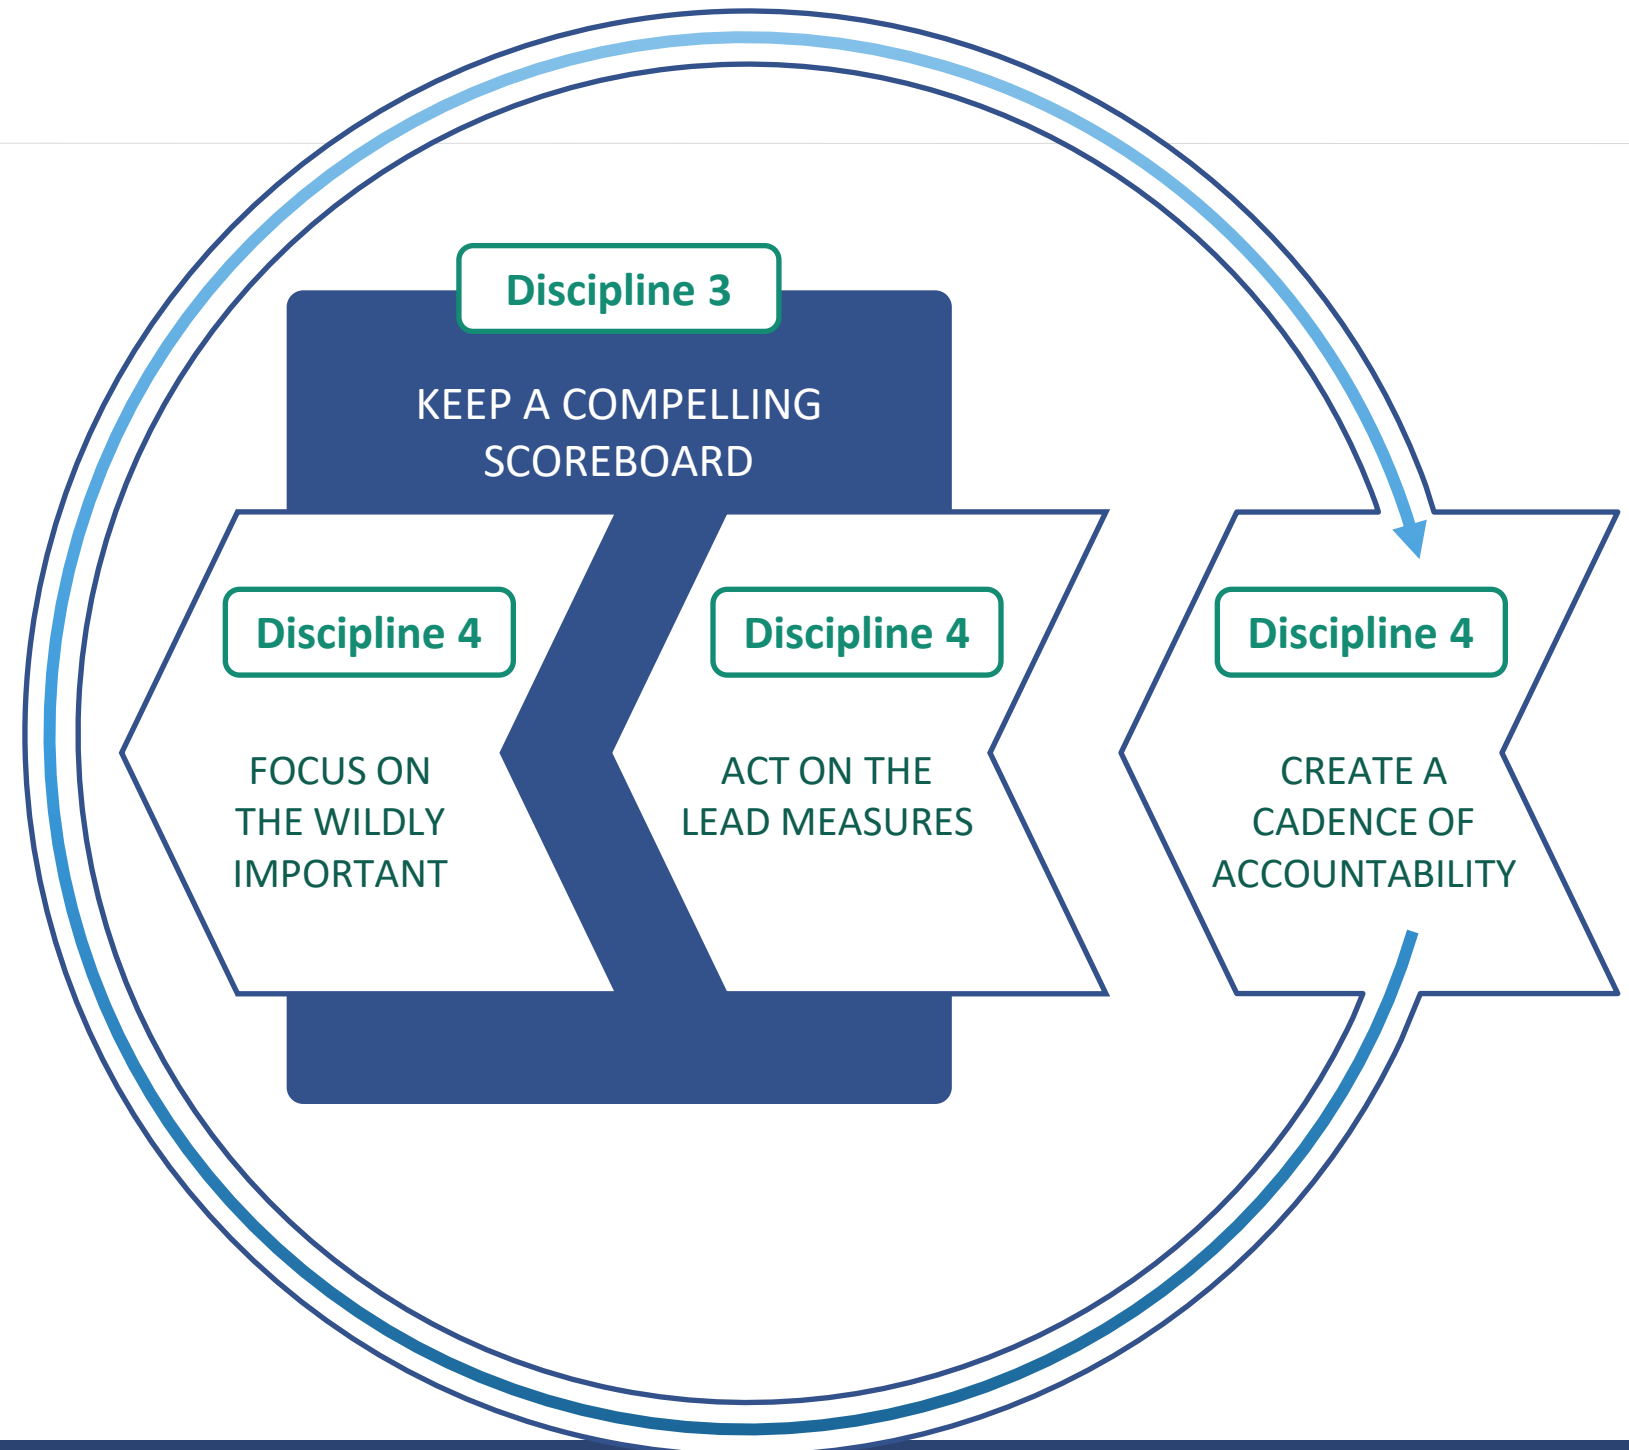 Discipline 3
KEEP A COMPELLING
SCOREBOARD
Discipline 4
FOCUS ON
THE WILDLY
IMPORTANT
Discipline 4
ACT ON THE
LEAD MEASURES
Discipline 4
CREATE A
CADENCE OF
ACCOUNTABILITY